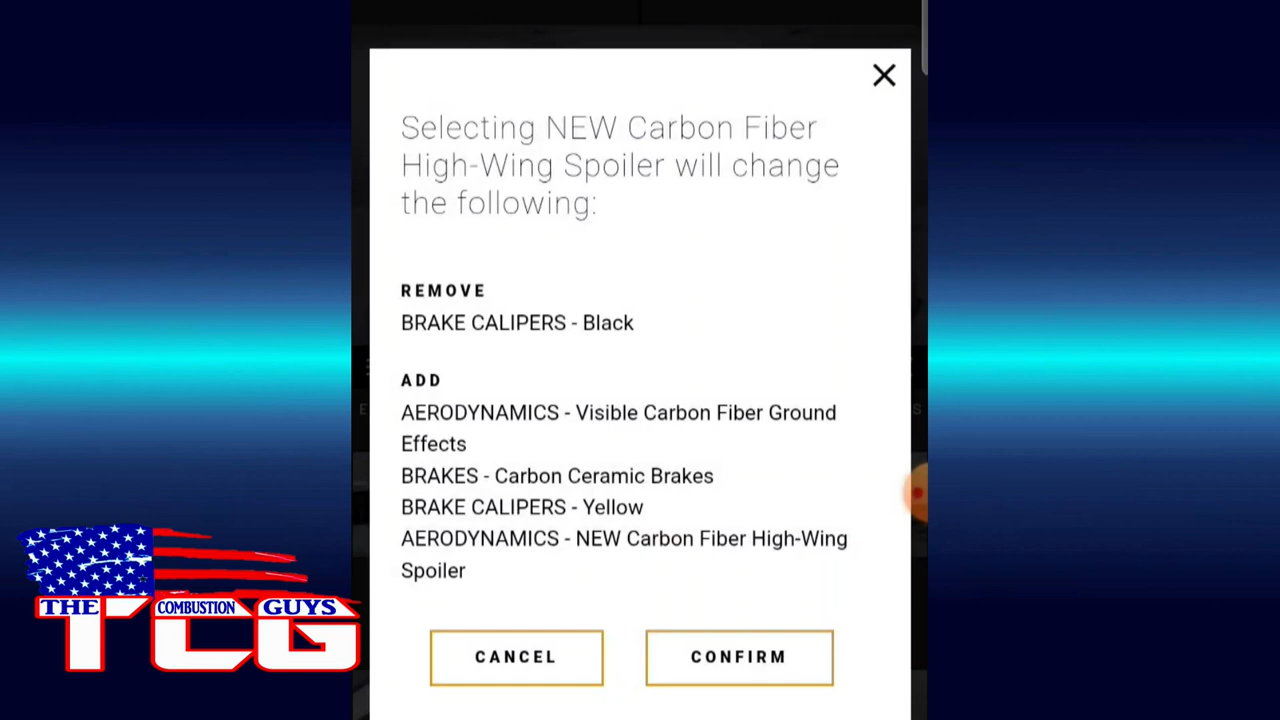 Selecting NEW Carbon Fiber
High-Wing Spoiler will change
the following:
REMOVE
BRAKE CALIPERS - Black
ADD
AERODYNAMICS - Visible Carbon Fiber Ground
Effects
BRAKES - Carbon Ceramic Brakes
BRAKE CALIPERS - Yellow
AERODYNAMICS - NEW Carbon Fiber High-Wing
Spoiler
CANCEL CONFIRM
THE COMBUSTION GUYS
TCG